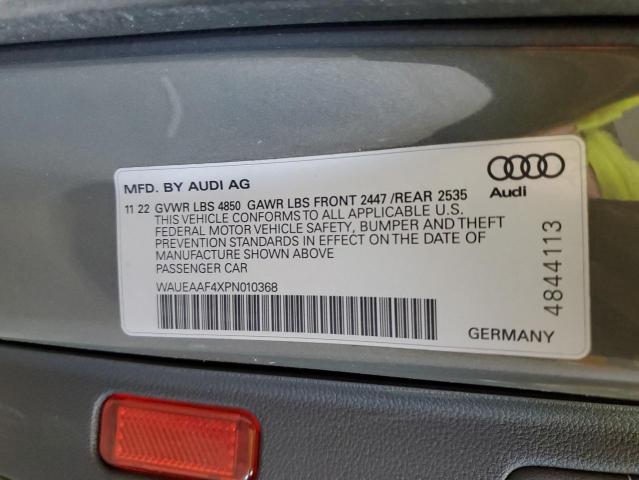 MFD. BY AUDI AG
Audi
11 22 GVWR LBS 4850 GAWR LBS FRONT 2447 /REAR 2535
THIS VEHICLE CONFORMS TO ALL APPLICABLE U.S.
FEDERAL MOTOR VEHICLE SAFETY, BUMPER AND THEFT
PREVENTION STANDARDS IN EFFECT ON THE DATE OF
MANUFACTURE SHOWN ABOVE
PASSENGER CAR
WAUEAAF4XPN010368
4844113
GERMANY